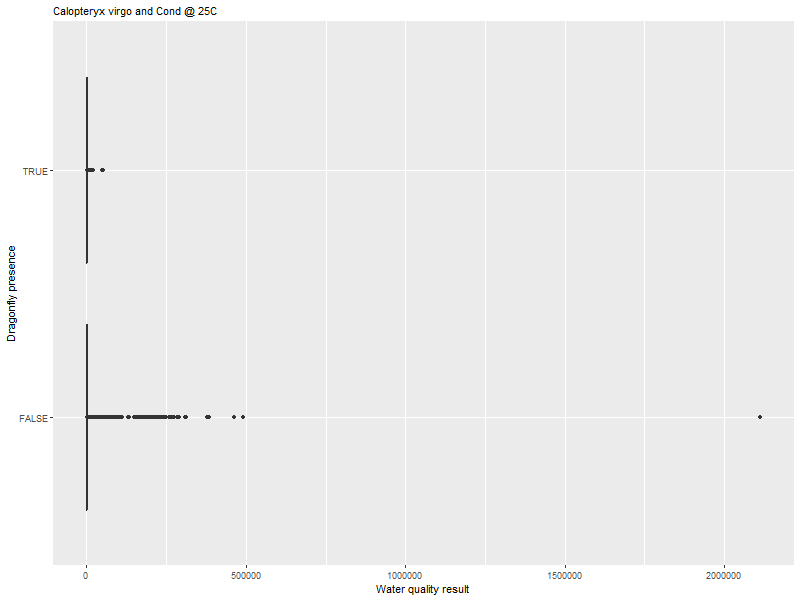 Calopteryx virgo and Cond @ 25C
Dragonfly presence
TRUE
FALSE
0
500000
1000000
1500000
2000000
Water quality result